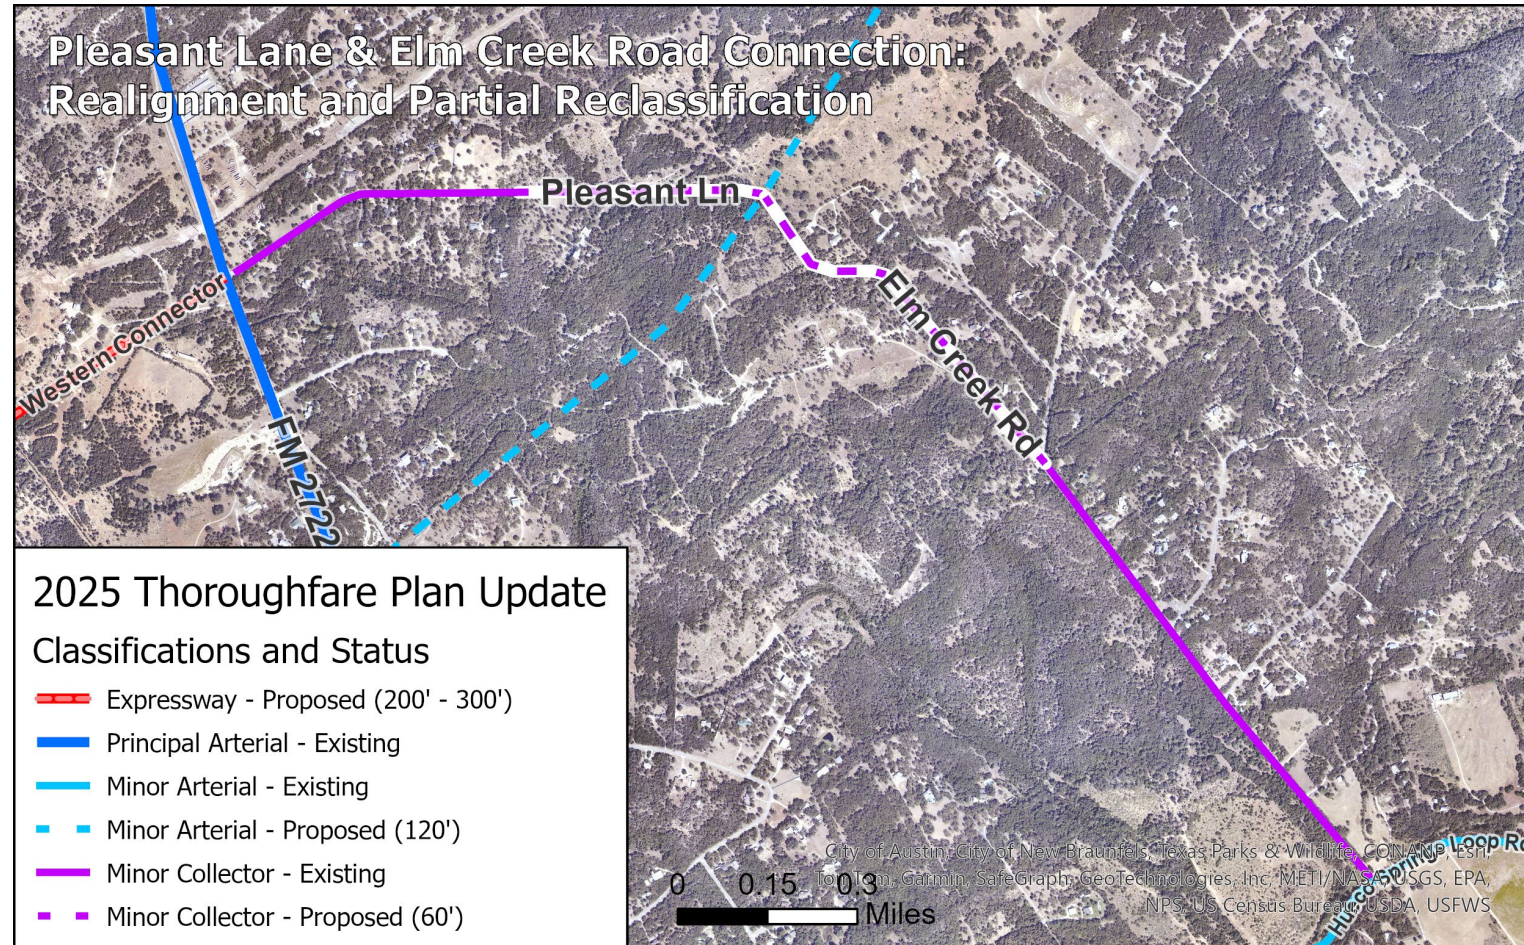 Pleasant Lane & Elm Creek Road Connection:
Realignment and Partial Reclassification
Pleasant Ln
Elm Creek Rd
Western Connector
FM 2722
2025 Thoroughfare Plan Update
Classifications and Status
Expressway - Proposed (200' - 300')
Principal Arterial - Existing
Minor Arterial - Existing
Minor Arterial - Proposed (120')
Minor Collector - Existing
Minor Collector - Proposed (60')
0 0.15 0.3
Miles
Loop Rd
City of Austin, City of New Braunfels, Texas Parks & Wildlife, CONANP, Esri,
TomTom, Garmin, SafeGraph, GeoTechnologies, Inc, METI/NASA, USGS, EPA,
NPS, US Census Bureau, USDA, USFWS